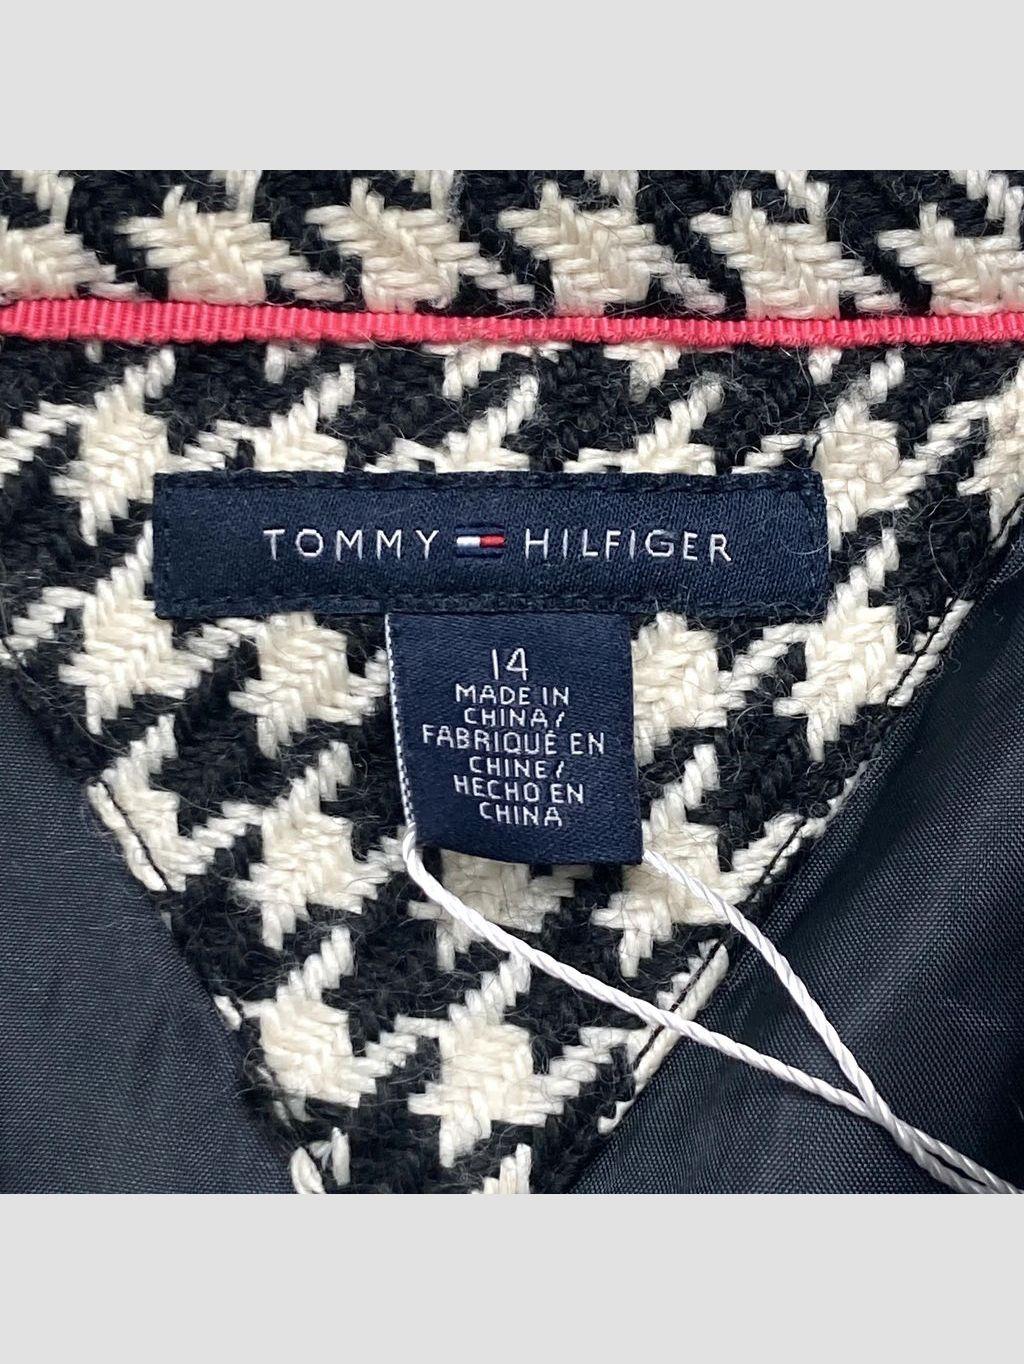 TOMMY HILFIGER
14
MADE IN
CHINA/
FABRIQUÉ EN
CHINE/
HECHO EN
CHINA